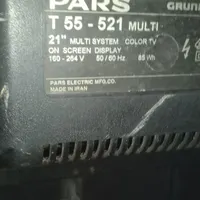 PARS GRUN
T 55 - 521 MULTI
21" MULTI SYSTEM COLOR TV
ON SCREEN DISPLAY
160 - 264 V 50 / 60 Hz 85 Wh
PARS ELECTRIC MFG.CO.
MADE IN IRAN